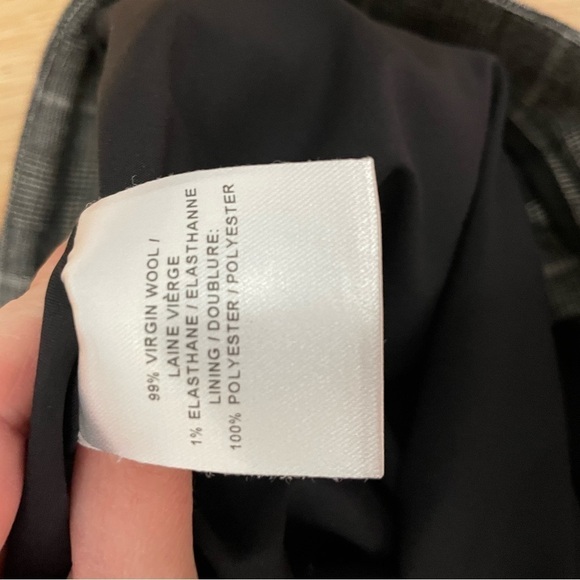 99% VIRGIN WOOL /
LAINE VIÈRGE
1% ELASTHANE / ELASTHANNE
LINING / DOUBLURE:
100% POLYESTER / POLYESTER